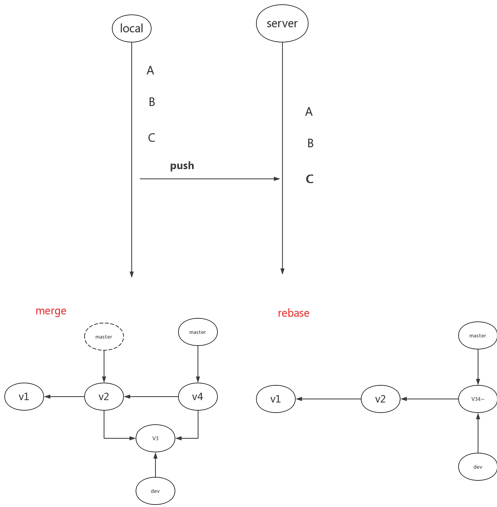 local
server
A
B
C
A
B
C
push
merge
rebase
master
master
master
v1
v2
v4
v1
v2
V34~
V3
dev
dev